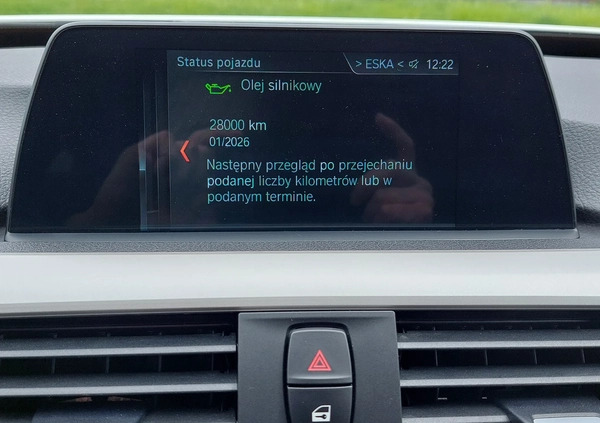 Status pojazdu
> ESKA < 12:22
Olej silnikowy
28000 km
01/2026
Następny przegląd po przejechaniu
podanej liczby kilometrów lub w
podanym terminie.